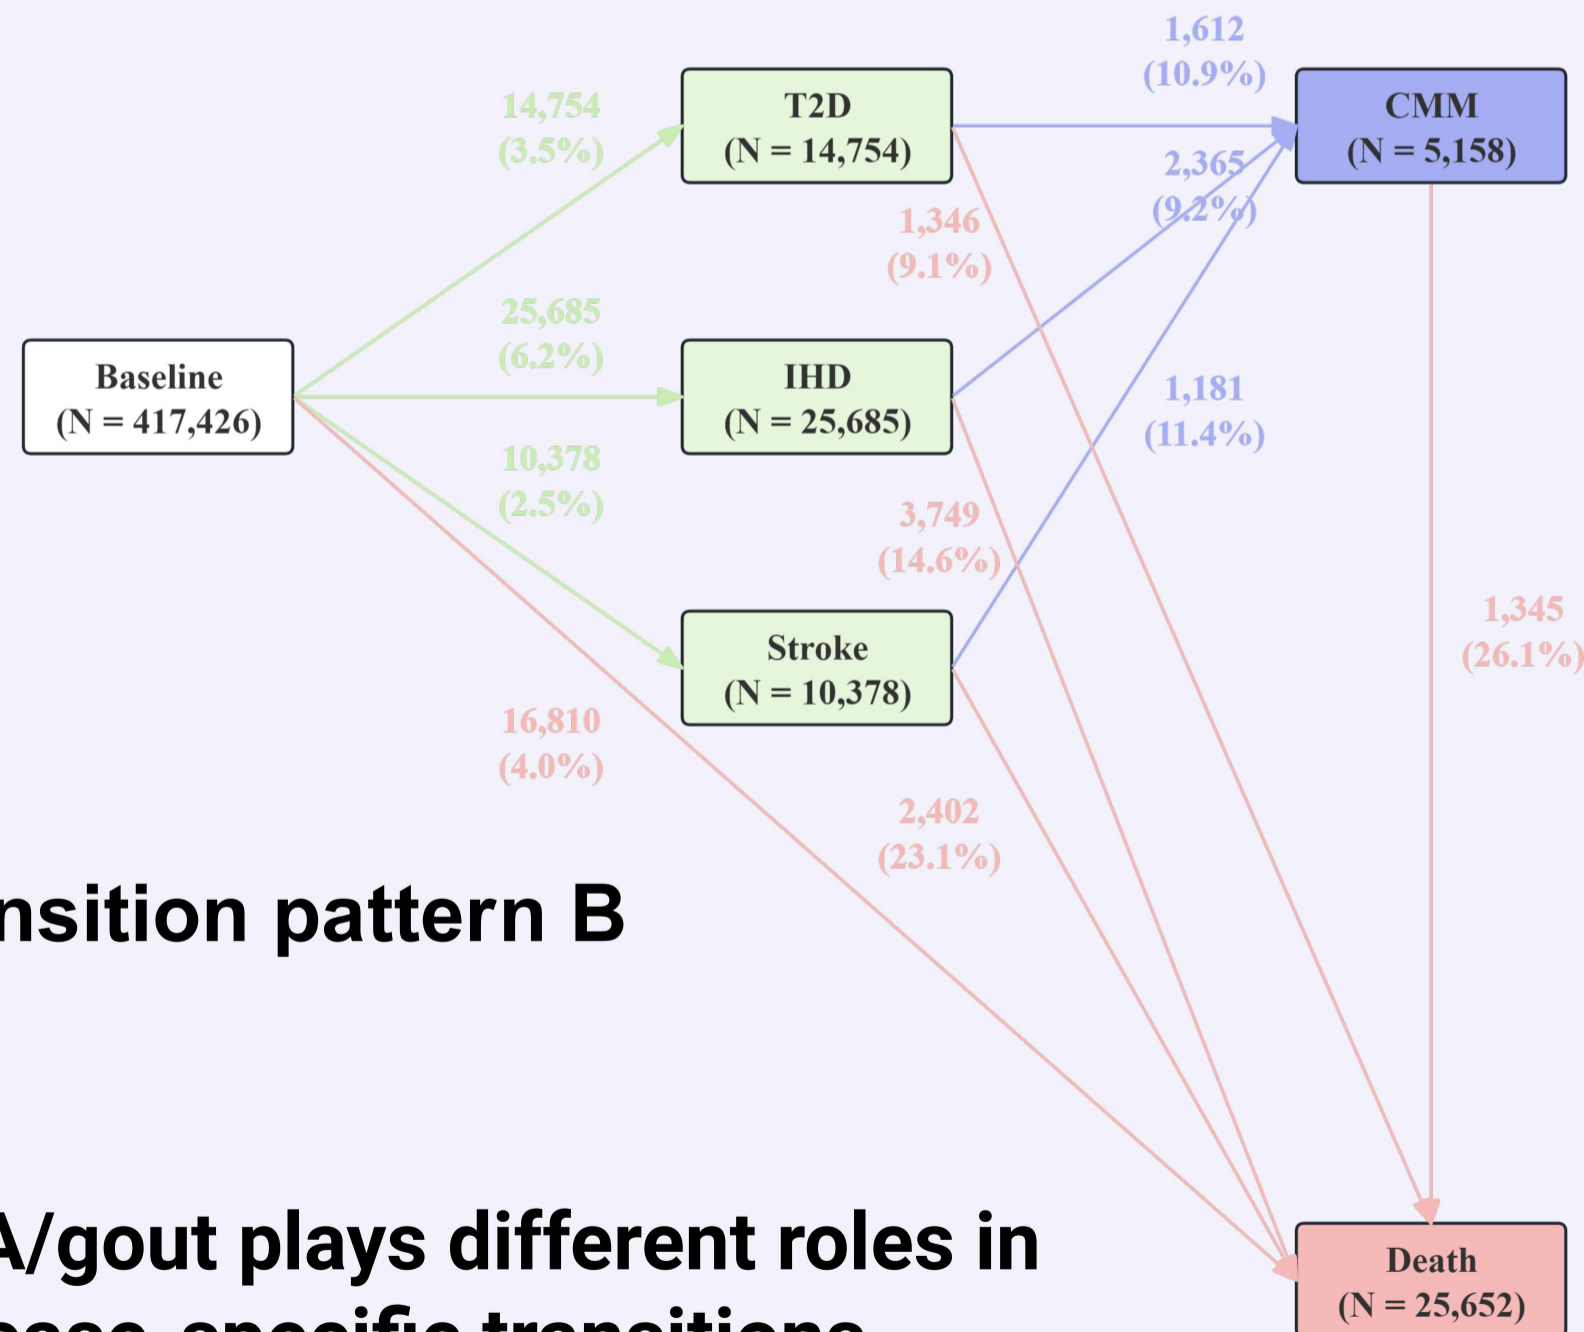 1,612
(10.9%)
T2D
(N = 14,754)
CMM
(N = 5,158)
14,754
(3.5%)
2,365
(9.2%)
1,346
(9.1%)
25,685
(6.2%)
Baseline
(N = 417,426)
IHD
(N = 25,685)
1,181
(11.4%)
10,378
(2.5%)
3,749
(14.6%)
1,345
(26.1%)
Stroke
(N = 10,378)
16,810
(4.0%)
2,402
(23.1%)
nsition pattern B
A/gout plays different roles in
Death
(N = 25,652)
ease-specific transitions